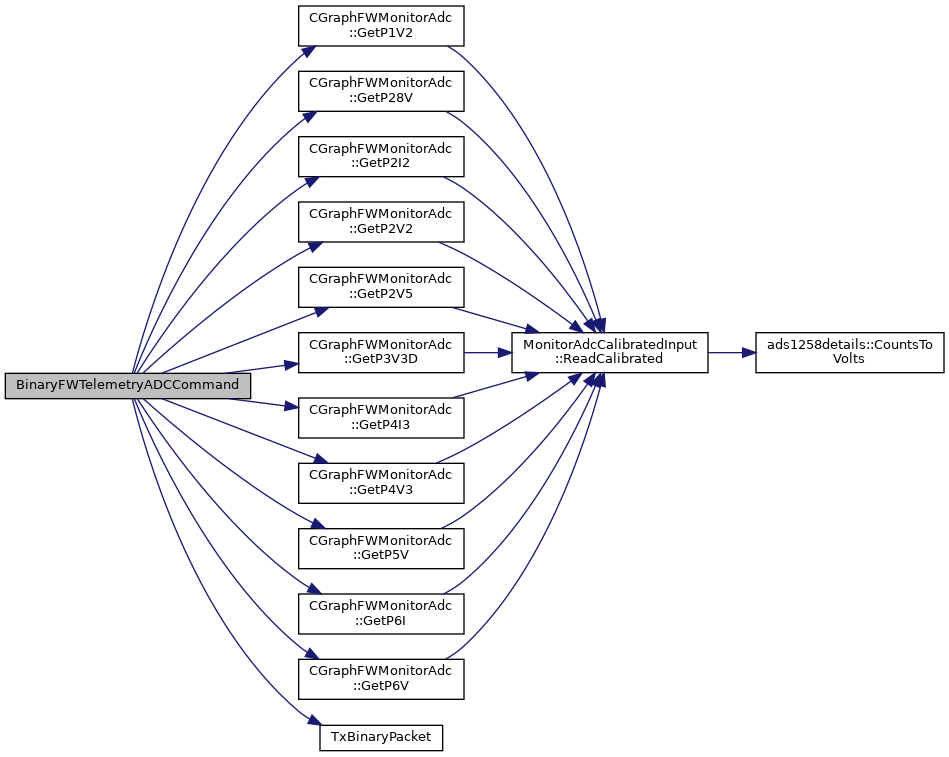 CGraphFWMonitorAdc
::GetP1V2
CGraphFWMonitorAdc
::GetP28V
CGraphFWMonitorAdc
::GetP2I2
CGraphFWMonitorAdc
::GetP2V2
CGraphFWMonitorAdc
::GetP2V5
CGraphFWMonitorAdc
::GetP3V3D
MonitorAdcCalibratedInput
::ReadCalibrated
ads1258details::CountsTo
Volts
BinaryFWTelemetryADCCommand
CGraphFWMonitorAdc
::GetP4I3
CGraphFWMonitorAdc
::GetP4V3
CGraphFWMonitorAdc
::GetP5V
CGraphFWMonitorAdc
::GetP6I
CGraphFWMonitorAdc
::GetP6V
TxBinaryPacket